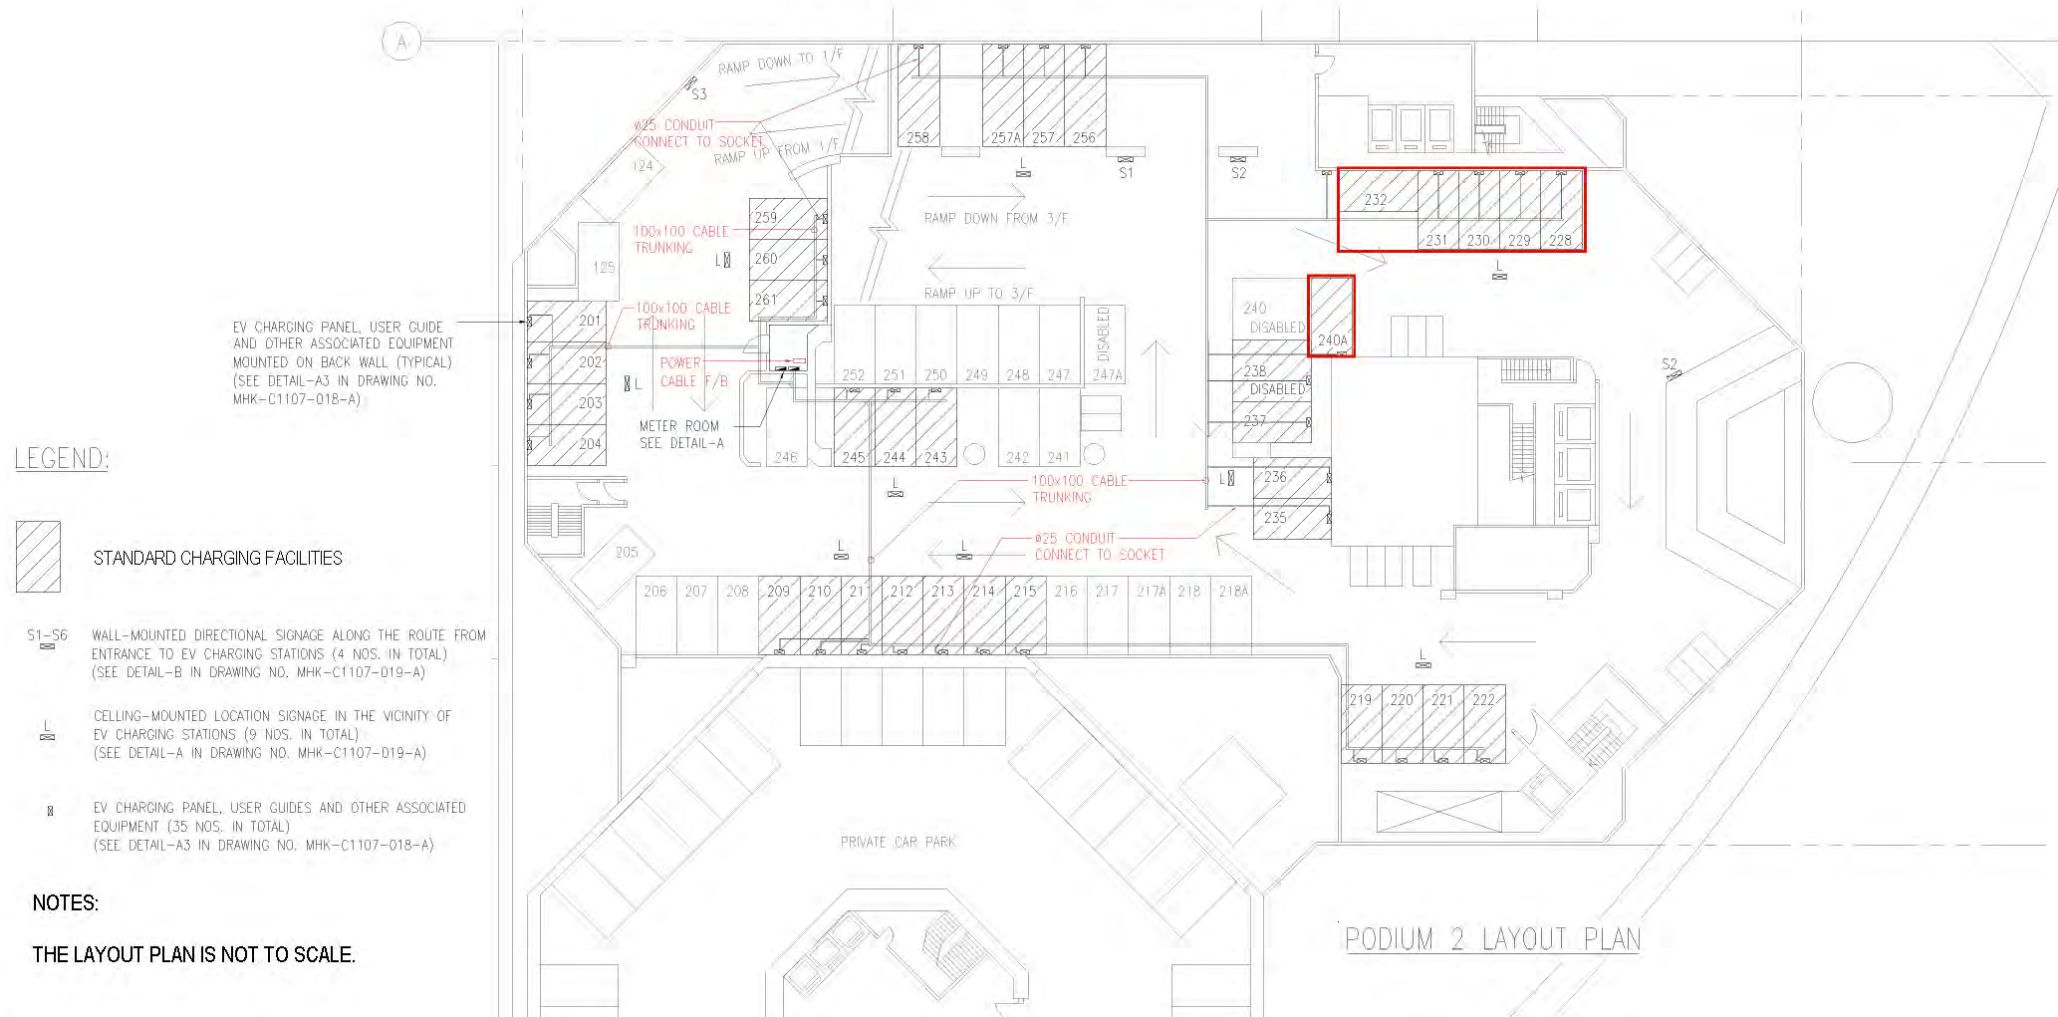 A
RAMP DOWN TO 1/F
S3
ø25 CONDUIT
CONNECT TO SOCKET
RAMP UP FROM 1/F
124
258
257A
257
256
L
S1
S2
232
231
230
229
228
L
259
260
261
L
100x100 CABLE
TRUNKING
RAMP DOWN FROM 3/F
RAMP UP TO 3/F
125
100x100 CABLE
TRUNKING
201
202
203
204
L
EV CHARGING PANEL, USER GUIDE
AND OTHER ASSOCIATED EQUIPMENT
MOUNTED ON BACK WALL (TYPICAL)
(SEE DETAIL-A3 IN DRAWING NO.
MHK-C1107-018-A)
POWER
CABLE F/B
METER ROOM
SEE DETAIL-A
252
251
250
249
248
247
247A
DISABLED
240
DISABLED
240A
238
DISABLED
237
S2
246
245
244
243
242
241
L
100x100 CABLE
TRUNKING
L
236
235
ø25 CONDUIT
CONNECT TO SOCKET
L
L
205
206
207
208
209
210
211
212
213
214
215
216
217
217A
218
218A
L
219
220
221
222
LEGEND:
STANDARD CHARGING FACILITIES
S1-S6
WALL-MOUNTED DIRECTIONAL SIGNAGE ALONG THE ROUTE FROM
ENTRANCE TO EV CHARGING STATIONS (4 NOS. IN TOTAL)
(SEE DETAIL-B IN DRAWING NO. MHK-C1107-019-A)
L
CELLING-MOUNTED LOCATION SIGNAGE IN THE VICINITY OF
EV CHARGING STATIONS (9 NOS. IN TOTAL)
(SEE DETAIL-A IN DRAWING NO. MHK-C1107-019-A)
EV CHARGING PANEL, USER GUIDES AND OTHER ASSOCIATED
EQUIPMENT (35 NOS. IN TOTAL)
(SEE DETAIL-A3 IN DRAWING NO. MHK-C1107-018-A)
NOTES:
THE LAYOUT PLAN IS NOT TO SCALE.
PRIVATE CAR PARK
PODIUM 2 LAYOUT PLAN